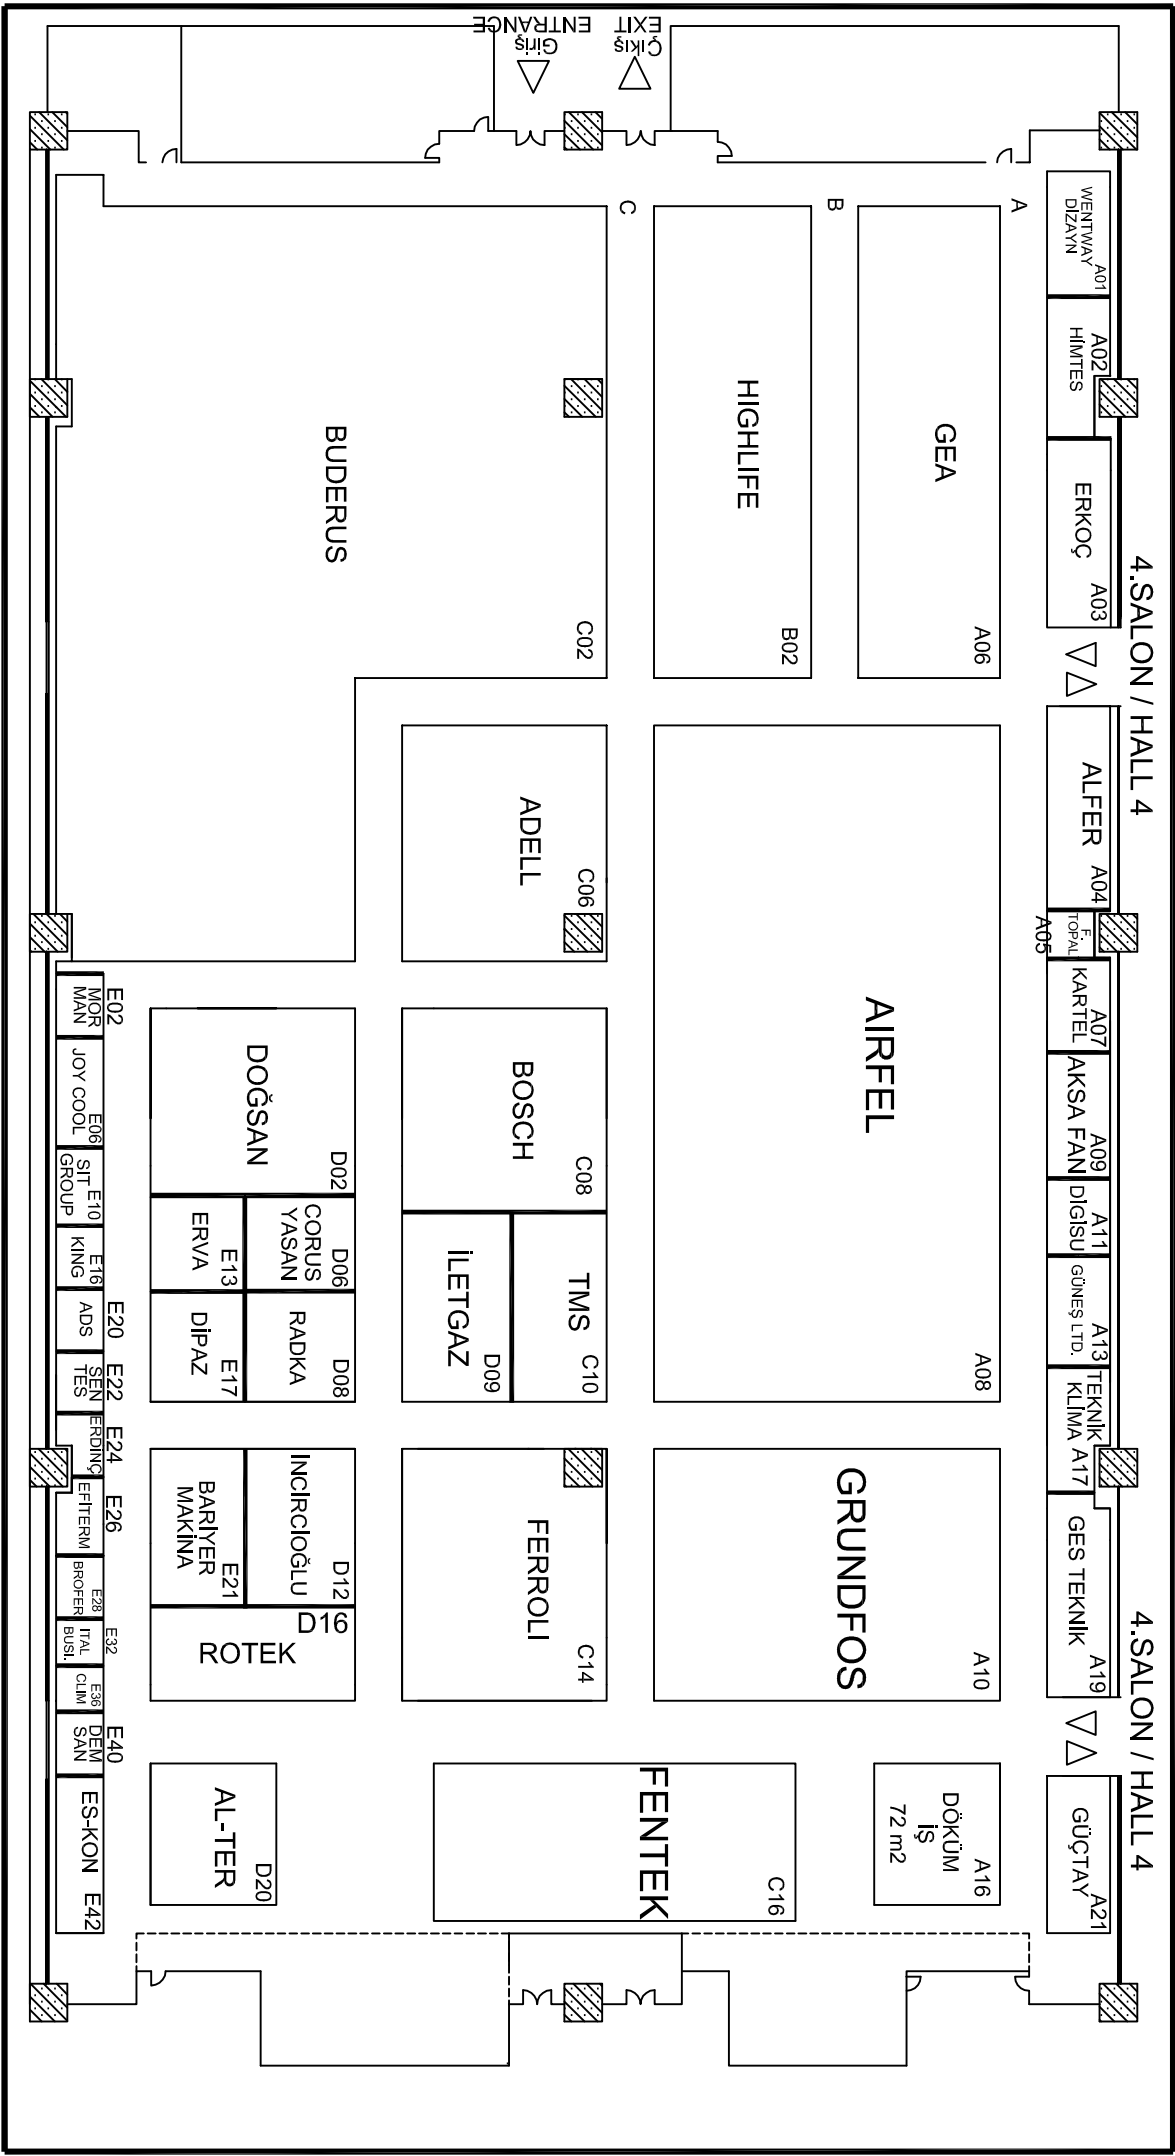 4.SALON / HALL 4
4.SALON / HALL 4
A01
WENTWAY
DİZAYN
A02
HİMTES
ERKOÇ
A03
ALFER
A04
F.
TOPAL
A05
A07
KARTEL
A09
AKSA FAN
A11
DİGİSU
A13
GÜNEŞ LTD.
TEKNİK
KLİMA A17
GES TEKNİK
A19
A21
GÜÇTAY
A
GEA
A06
B
HIGHLIFE
B02
C
AIRFEL
A08
GRUNDFOS
A10
A16
DÖKÜM
İŞ
72 m2
Çıkış
EXIT
Giriş
ENTRANCE
BUDERUS
C02
ADELL
C06
BOSCH
C08
TMS
C10
İLETGAZ
D09
FERROLI
C14
FENTEK
C16
DOĞSAN
D02
D06
CORUS
YASAN
E13
ERVA
D08
RADKA
E17
DİPAZ
İNCİRCİOĞLU
D12
E21
BARİYER
MAKİNA
D16
ROTEK
AL-TER
D20
E02
MOR
MAN
E06
JOY COOL
E10
SIT
GROUP
E16
KING
E20
ADS
E22
SEN
TES
E24
ERDİNÇ
E26
EFİTERM
E28
BROFER
E32
ITAL
BUSI.
E36
CLIM
E40
DEM
SAN
ES-KON
E42